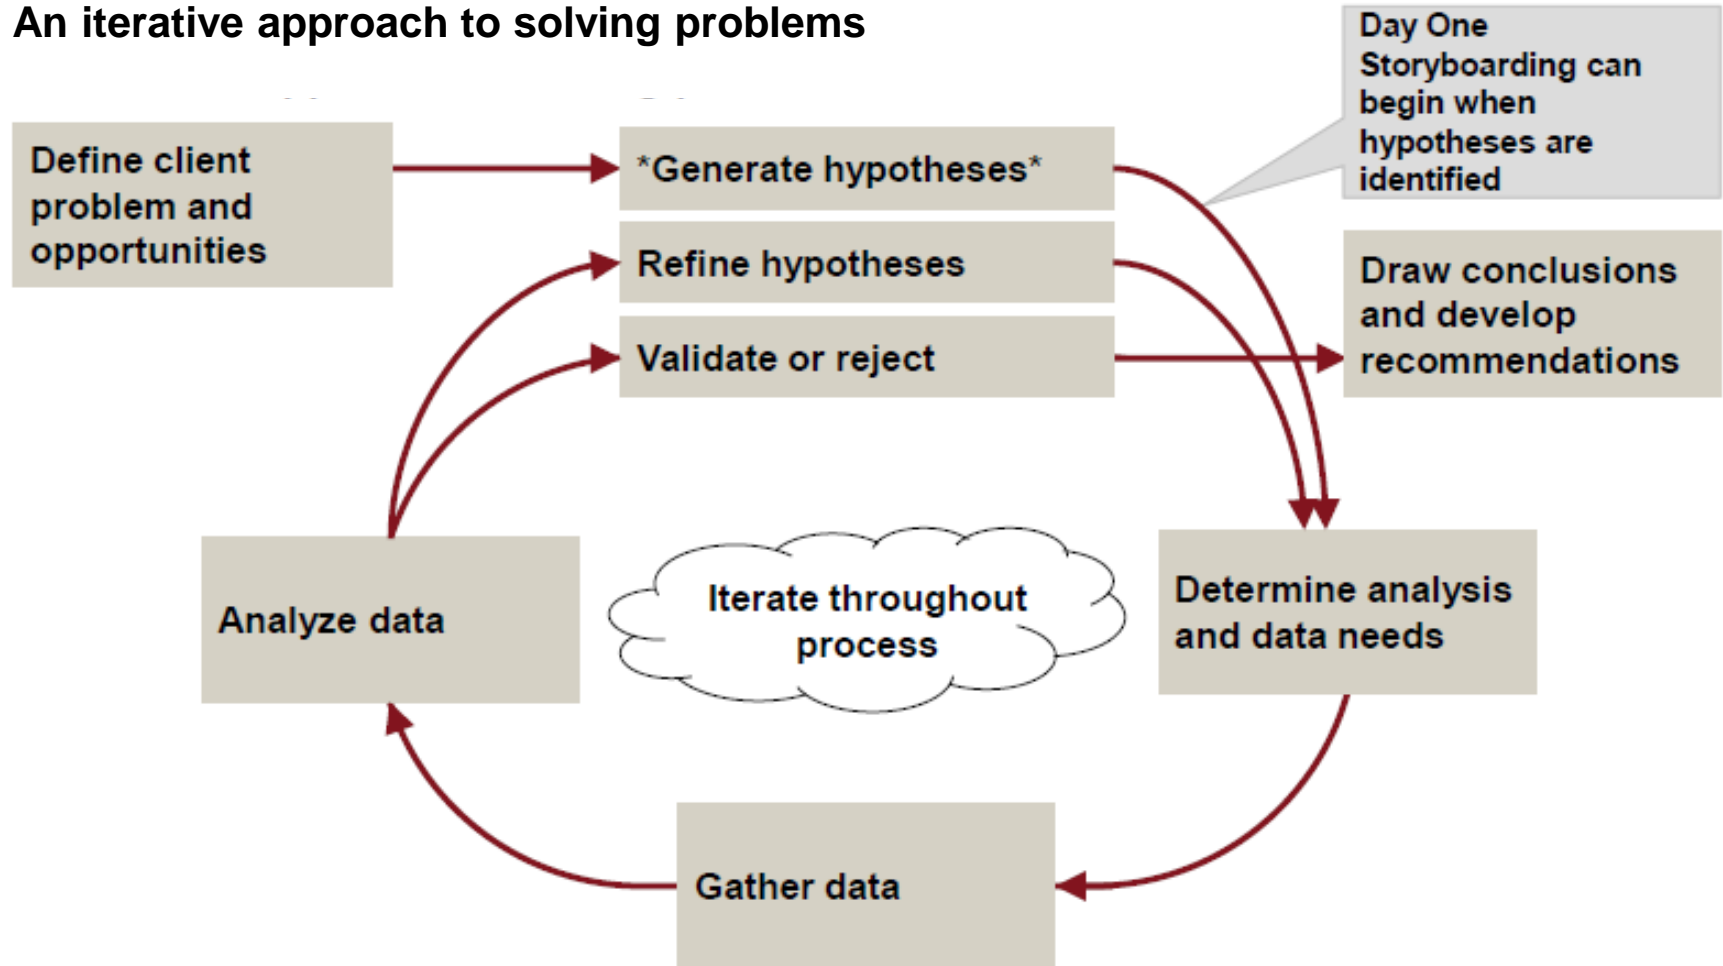 An iterative approach to solving problems
Day One
Storyboarding can
begin when
hypotheses are
identified
Define client
problem and
opportunities
*Generate hypotheses*
Refine hypotheses
Validate or reject
Draw conclusions
and develop
recommendations
Analyze data
Iterate throughout
process
Determine analysis
and data needs
Gather data